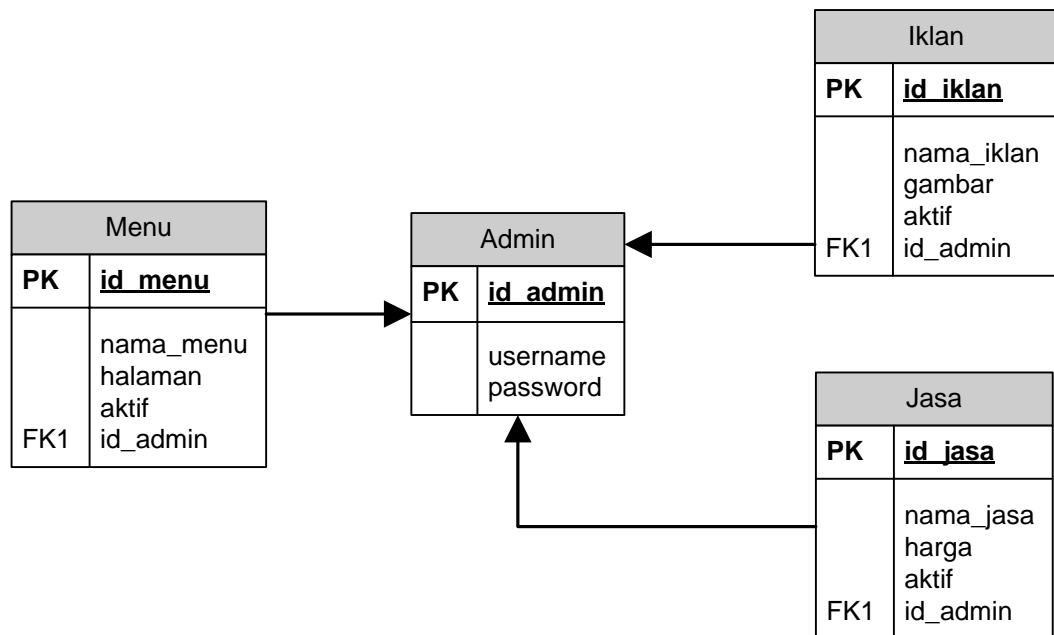 Iklan
PK id_iklan
nama_iklan
gambar
aktif
FK1 id_admin
Menu
PK id_menu
nama_menu
halaman
aktif
FK1 id_admin
Admin
PK id_admin
username
password
Jasa
PK id_jasa
nama_jasa
harga
aktif
FK1 id_admin